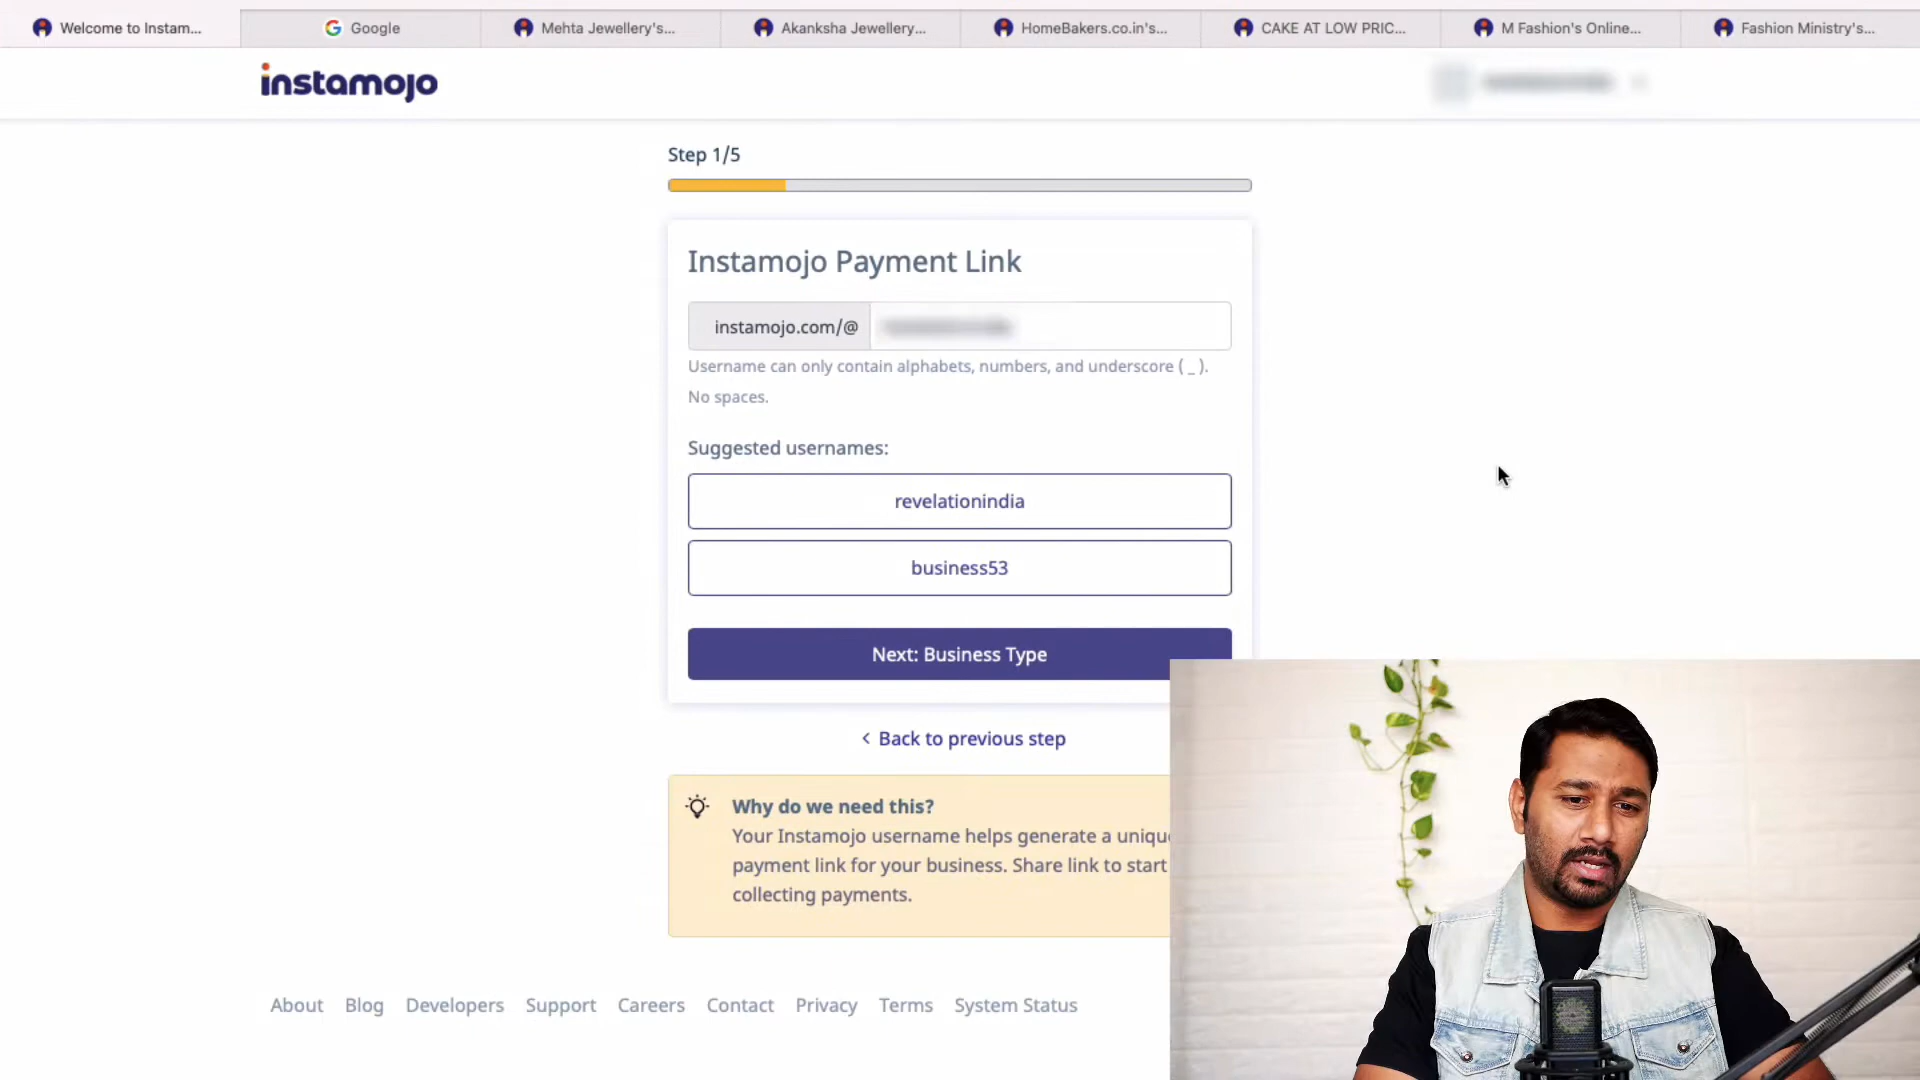 Welcome to Instam...
Google
Mehta Jewellery's...
Akanksha Jewellery...
HomeBakers.co.in's...
CAKE AT LOW PRIC...
M Fashion's Online...
Fashion Ministry's...
instamojo
Step 1/5
Instamojo Payment Link
instamojo.com/@
Username can only contain alphabets, numbers, and underscore ( _ ).
No spaces.
Suggested usernames:
revelationindia
business53
Next: Business Type
< Back to previous step
Why do we need this?
Your Instamojo username helps generate a unique
payment link for your business. Share link to start
collecting payments.
About Blog Developers Support Careers Contact Privacy Terms System Status